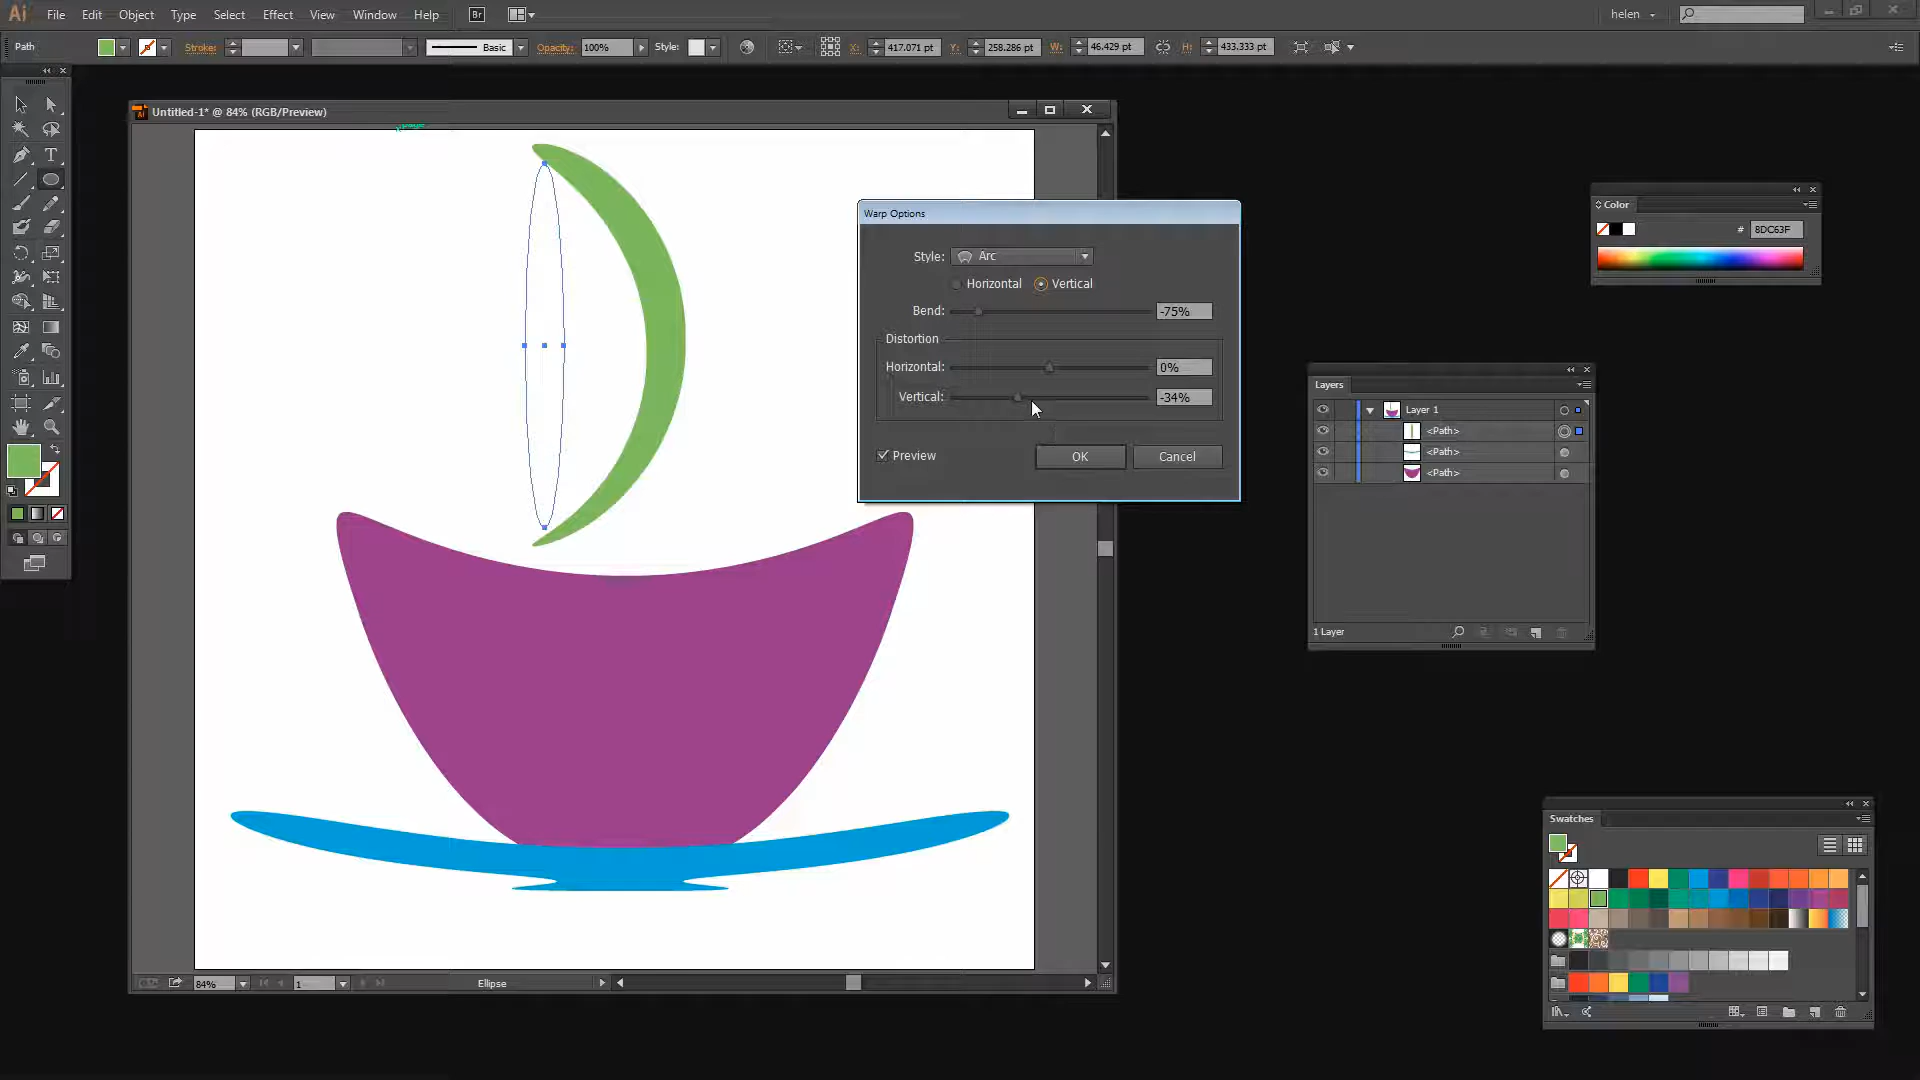 Ai File Edit Object Type Select Effect View Window Help Br helen
Path Stroke: Basic Opacity: 100% Style: X: 417.071 pt Y: 258.286 pt W: 46.429 pt H: 433.333 pt
Untitled-1* @ 84% (RGB/Preview)
page
Warp Options
Style: Arc
Horizontal Vertical
Bend: -75%
Distortion
Horizontal: 0%
Vertical: -34%
Preview OK Cancel
Color
# 8DC63F
Layers
Layer 1
<Path>
<Path>
<Path>
1 Layer
Swatches
84% 1 Ellipse